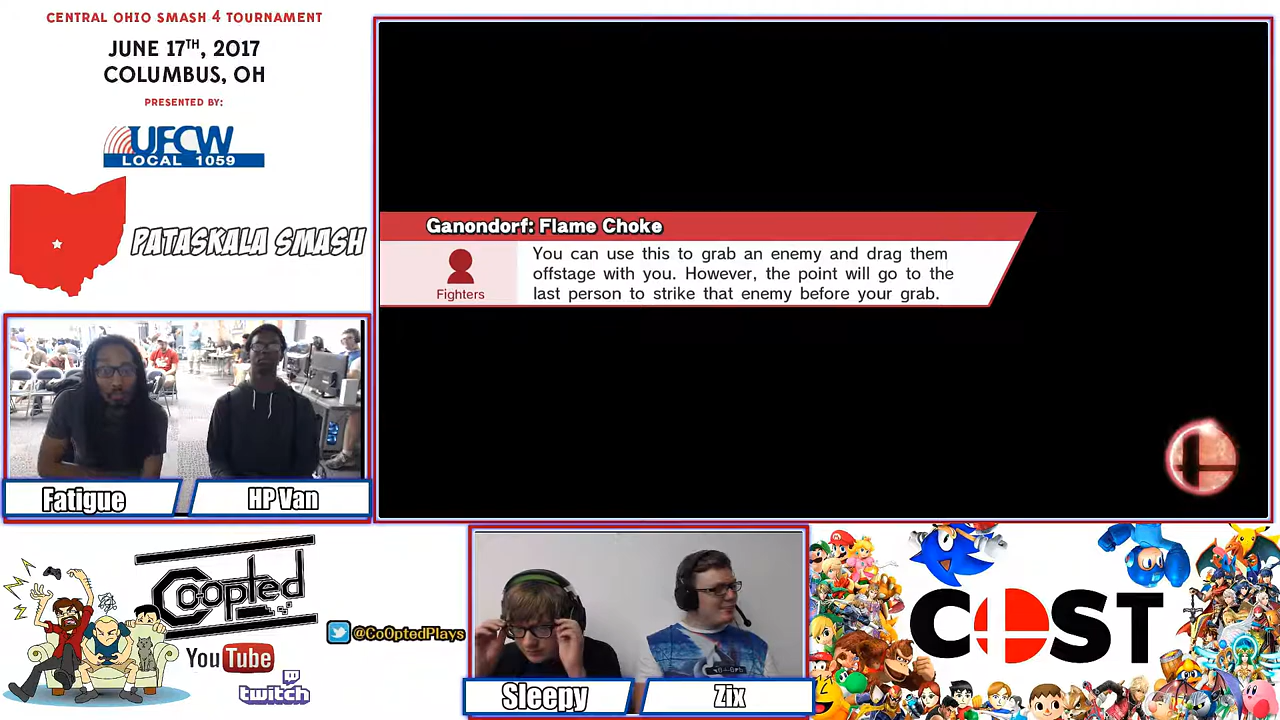 CENTRAL OHIO SMASH 4 TOURNAMENT
JUNE 17TH, 2017
COLUMBUS, OH
PRESENTED BY:
UFCW
LOCAL 1059
PATASKALA SMASH
Ganondorf: Flame Choke
Fighters
You can use this to grab an enemy and drag them
offstage with you. However, the point will go to the
last person to strike that enemy before your grab.
Fatigue
HP Van
Co-opted
YouTube
twitch
@CoOptedPlays
Sleepy
Zix
COST